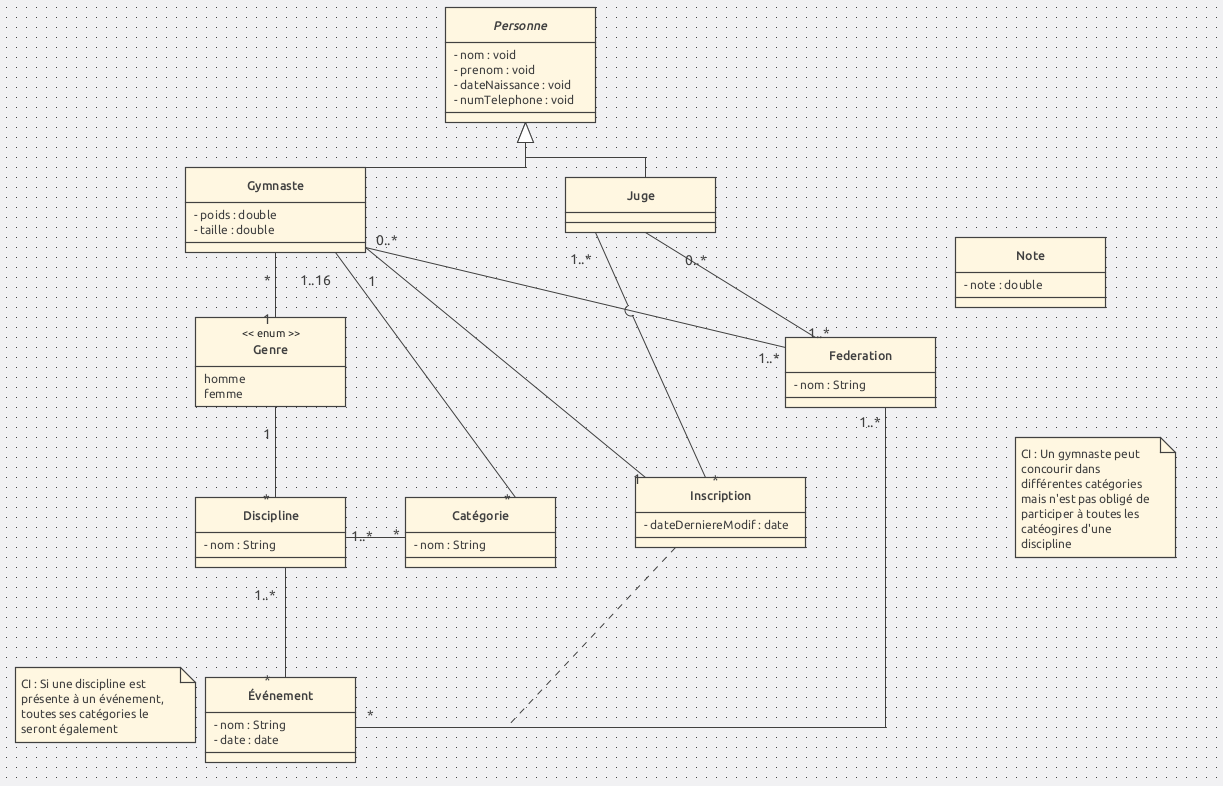 Personne
- nom : void
- prenom : void
- dateNaissance : void
- numTelephone : void
Gymnaste
- poids : double
- taille : double
Juge
0..*
1..*
0..*
Note
- note : double
*
1..16
1
1
<< enum >>
Genre
homme
femme
1..*
1..*
Federation
- nom : String
1..*
1
CI : Un gymnaste peut
concourir dans
différentes catégories
mais n'est pas obligé de
participer à toutes les
catéogires d'une
discipline
*
*
1
*
Discipline
- nom : String
1..*
*
Catégorie
- nom : String
Inscription
- dateDerniereModif : date
1..*
CI : Si une discipline est
présente à un événement,
toutes ses catégories le
seront également
*
Événement
- nom : String
- date : date
*